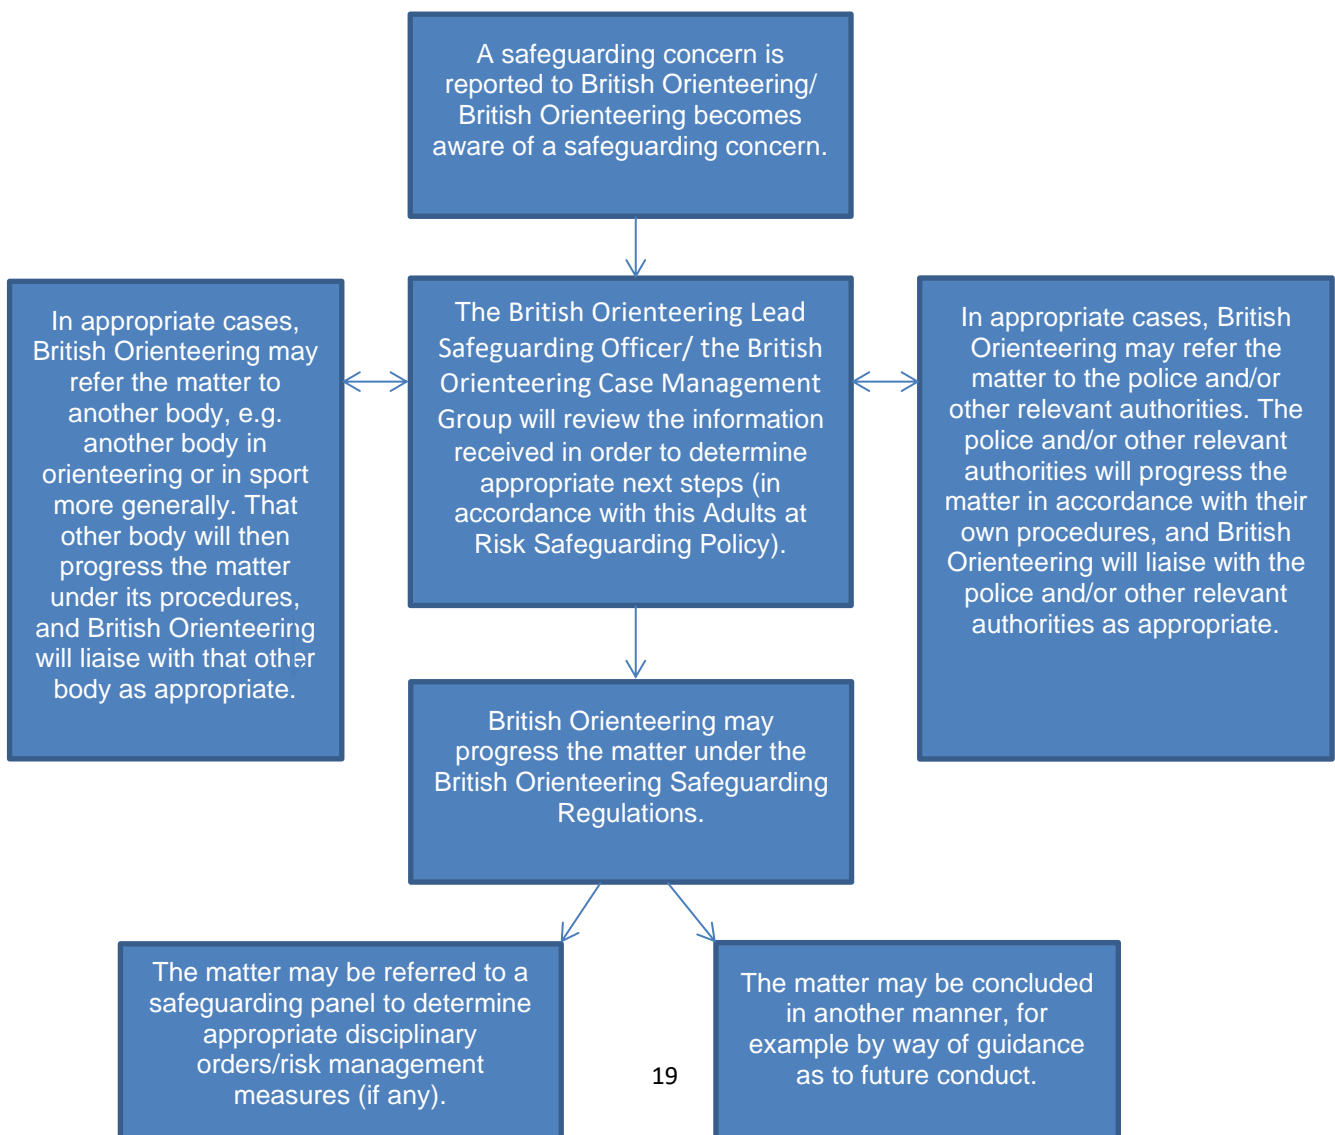 A safeguarding concern is
reported to British Orienteering/
British Orienteering becomes
aware of a safeguarding concern.
In appropriate cases,
British Orienteering may
refer the matter to
another body, e.g.
another body in
orienteering or in sport
more generally. That
other body will then
progress the matter
under its procedures,
and British Orienteering
will liaise with that other
body as appropriate.
The British Orienteering Lead
Safeguarding Officer/ the British
Orienteering Case Management
Group will review the information
received in order to determine
appropriate next steps (in
accordance with this Adults at
Risk Safeguarding Policy).
In appropriate cases, British
Orienteering may refer the
matter to the police and/or
other relevant authorities. The
police and/or other relevant
authorities will progress the
matter in accordance with their
own procedures, and British
Orienteering will liaise with the
police and/or other relevant
authorities as appropriate.
British Orienteering may
progress the matter under the
British Orienteering Safeguarding
Regulations.
The matter may be referred to a
safeguarding panel to determine
appropriate disciplinary
orders/risk management
measures (if any).
The matter may be concluded
in another manner, for
example by way of guidance
as to future conduct.
19